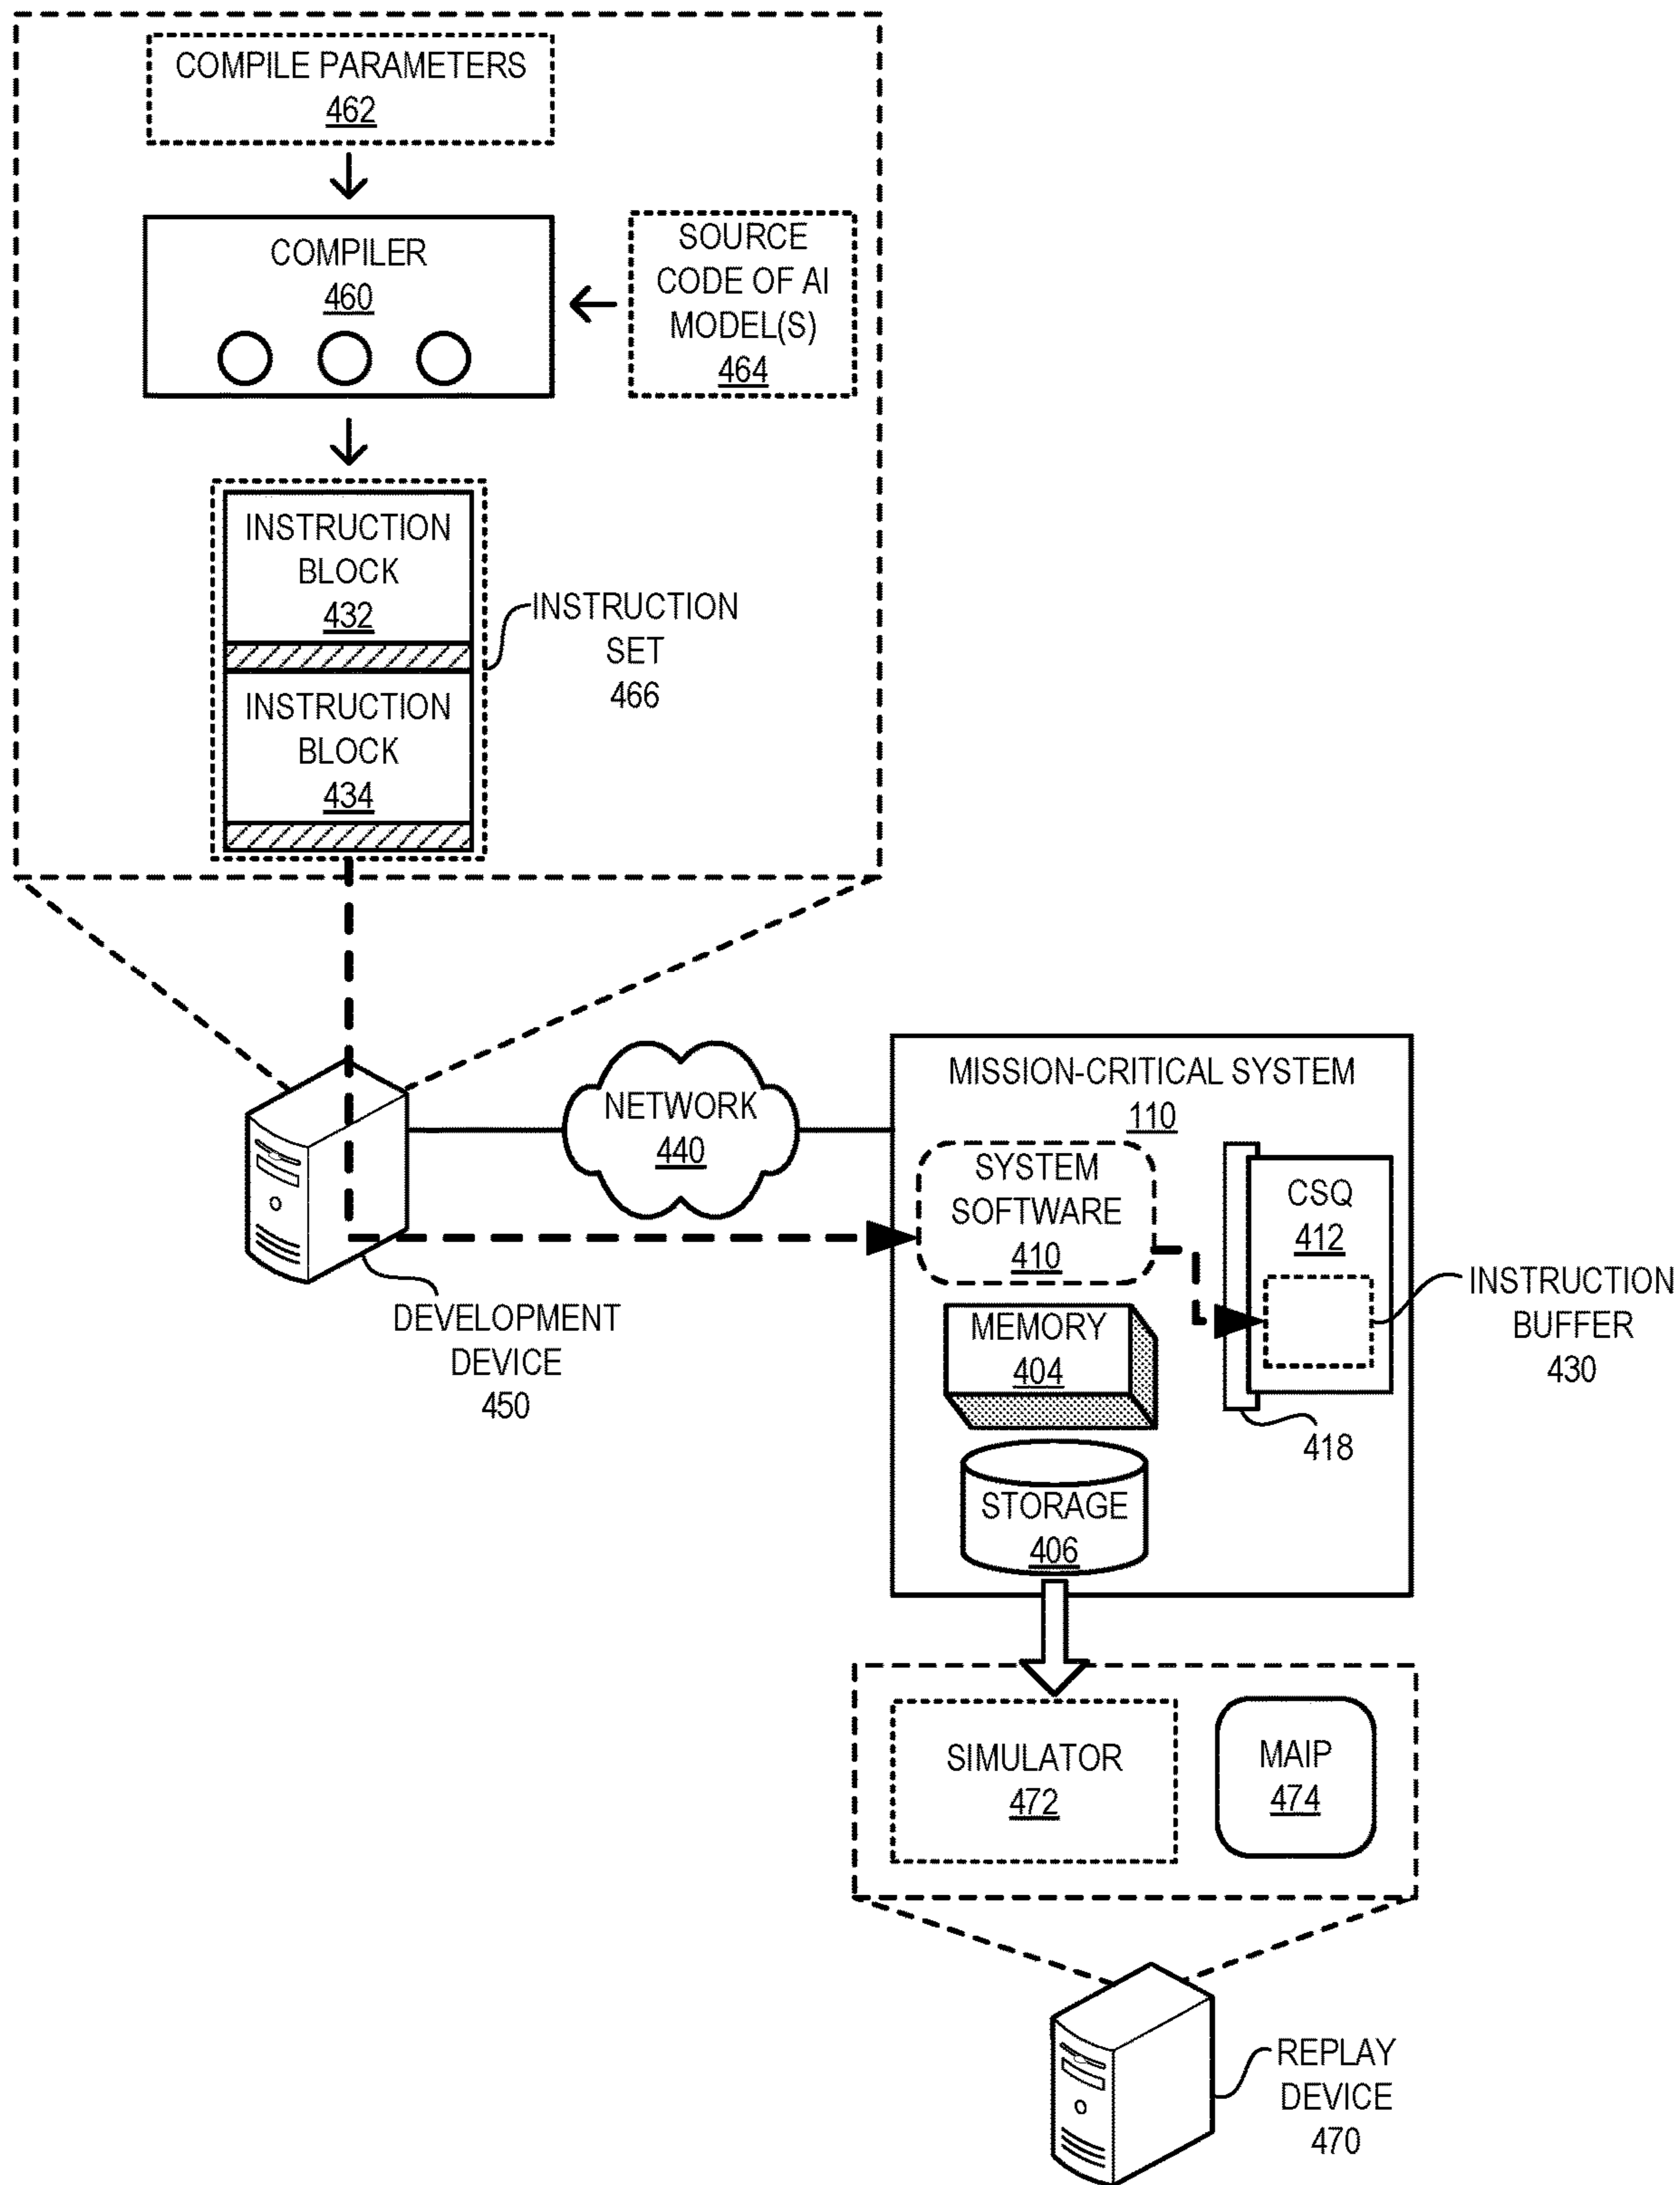 COMPILE PARAMETERS
462
COMPILER
460
SOURCE
CODE OF AI
MODEL(S)
464
INSTRUCTION
BLOCK
432
INSTRUCTION
BLOCK
434
INSTRUCTION
SET
466
NETWORK
440
DEVELOPMENT
DEVICE
450
MISSION-CRITICAL SYSTEM
110
SYSTEM
SOFTWARE
410
CSQ
412
INSTRUCTION
BUFFER
430
MEMORY
404
418
STORAGE
406
SIMULATOR
472
MAIP
474
REPLAY
DEVICE
470